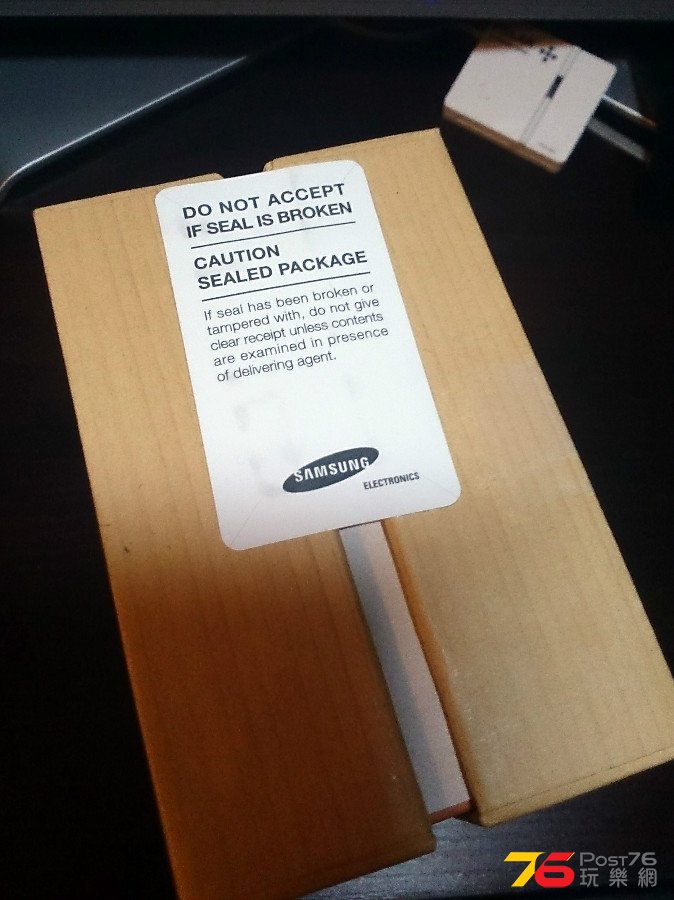 DO NOT ACCEPT
IF SEAL IS BROKEN
CAUTION
SEALED PACKAGE
If seal has been broken or
tampered with, do not give
clear receipt unless contents
are examined in presence
of delivering agent.
SAMSUNG
ELECTRONICS
76 POST76
玩樂網